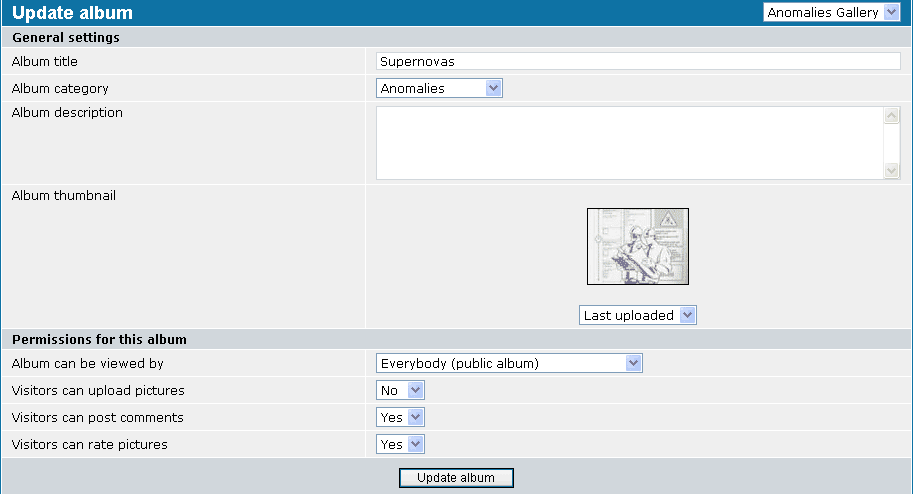 Update album Anomalies Gallery
General settings
Album title Supernovas
Album category Anomalies
Album description
Album thumbnail
Last uploaded
Permissions for this album
Album can be viewed by Everybody (public album)
Visitors can upload pictures No
Visitors can post comments Yes
Visitors can rate pictures Yes
Update album